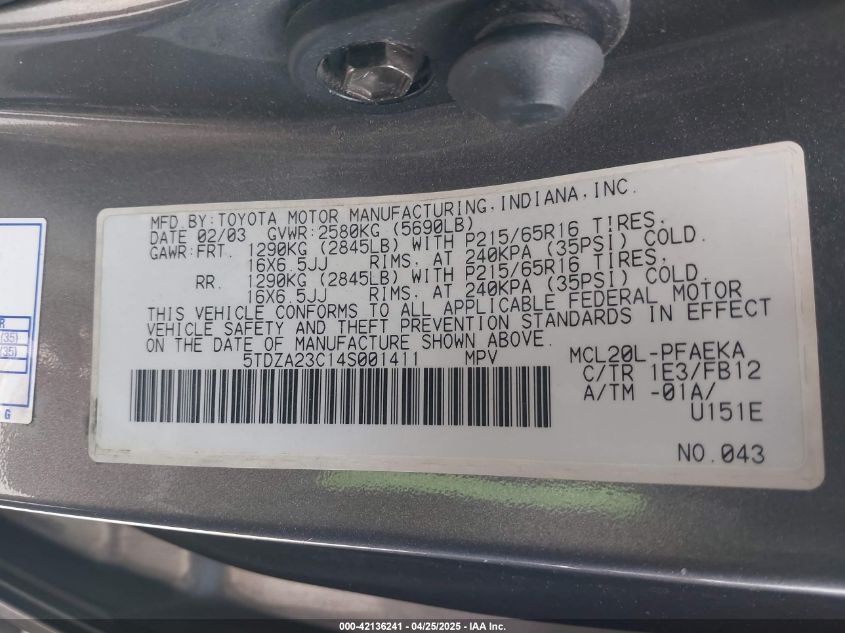 MFD.BY:TOYOTA MOTOR MANUFACTURING,INDIANA,INC.
DATE 02/03 GVWR:2580KG (5690LB)
GAWR:FRT. 1290KG (2845LB) WITH P215/65R16 TIRES,
16X6.5JJ RIMS, AT 240KPA (35PSI) COLD.
RR. 1290KG (2845LB) WITH P215/65R16 TIRES,
16X6.5JJ RIMS, AT 240KPA (35PSI) COLD.
THIS VEHICLE CONFORMS TO ALL APPLICABLE FEDERAL MOTOR
VEHICLE SAFETY AND THEFT PREVENTION STANDARDS IN EFFECT
ON THE DATE OF MANUFACTURE SHOWN ABOVE.
5TDZA23C14S001411 MPV MCL20L-PFAEKA
C/TR 1E3/FB12
A/TM -01A/
U151E
NO.043
R
(35)
(35)
G
000-42136241 - 04/25/2025 - IAA Inc.